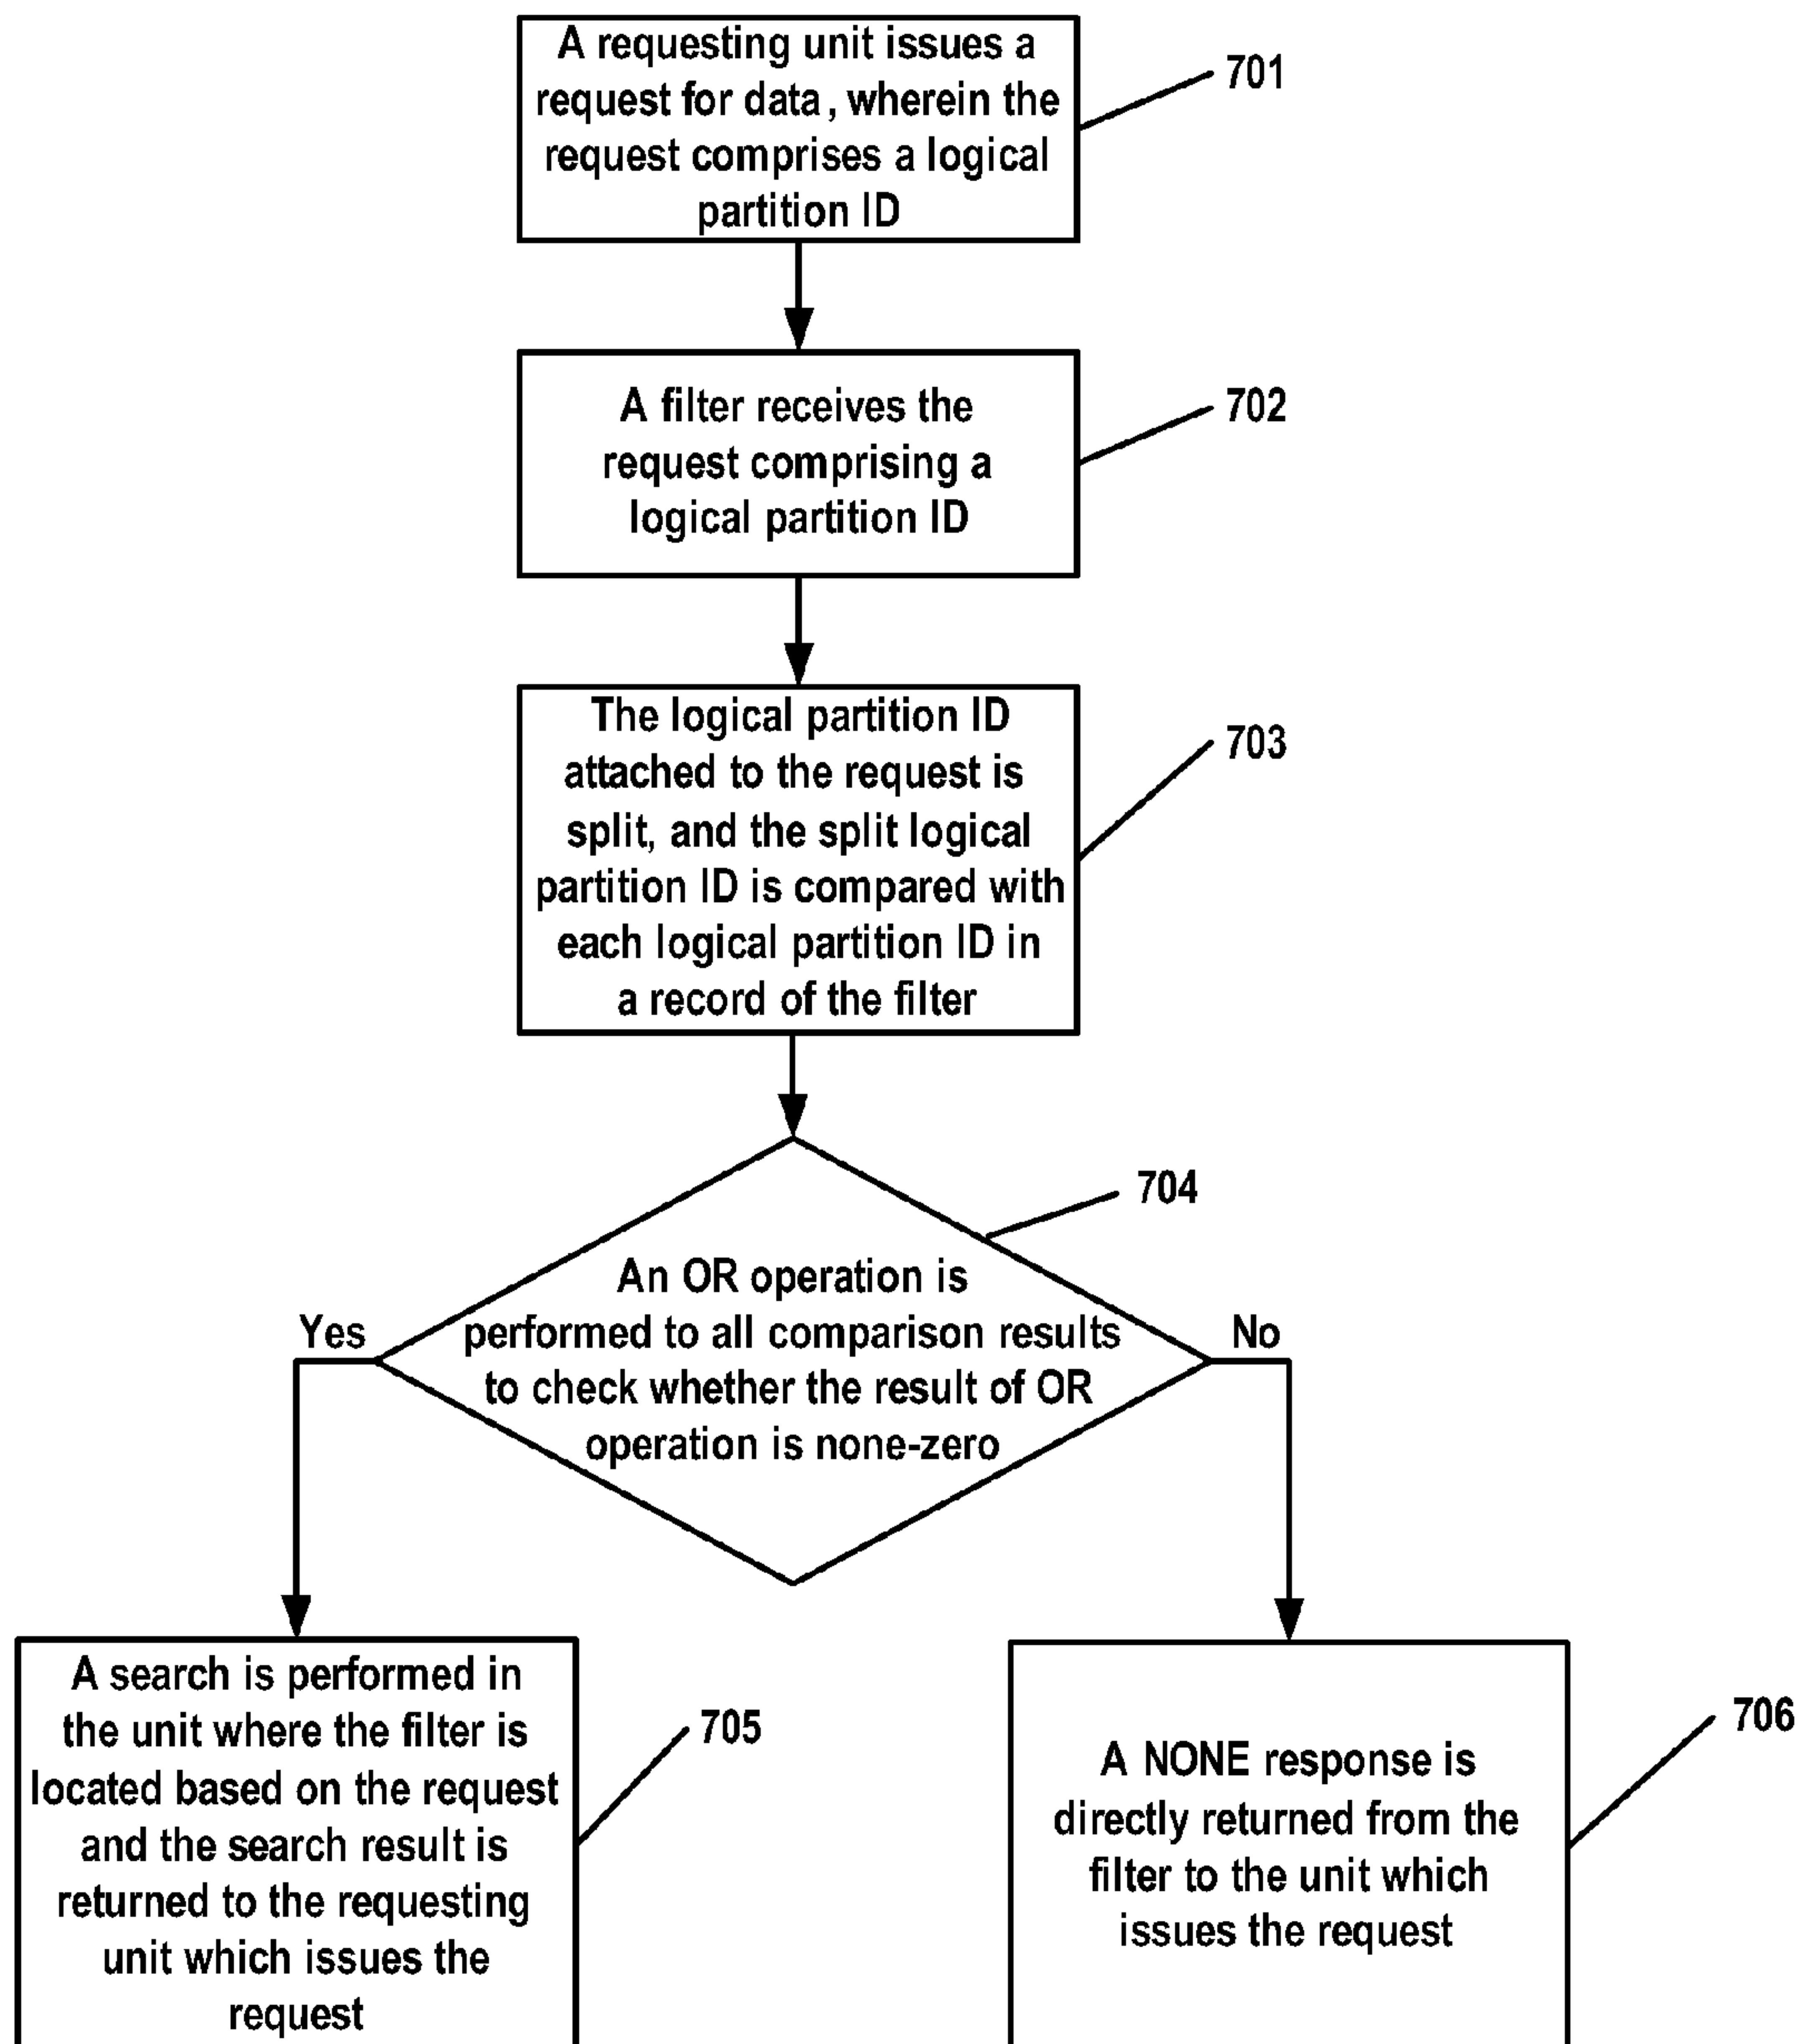 A requesting unit issues a
request for data, wherein the
request comprises a logical
partition ID
701
A filter receives the
request comprising a
logical partition ID
702
The logical partition ID
attached to the request is
split, and the split logical
partition ID is compared with
each logical partition ID in
a record of the filter
703
An OR operation is
performed to all comparison results
to check whether the result of OR
operation is none-zero
704
Yes
No
A search is performed in
the unit where the filter is
located based on the request
and the search result is
returned to the requesting
unit which issues the
request
705
A NONE response is
directly returned from the
filter to the unit which
issues the request
706